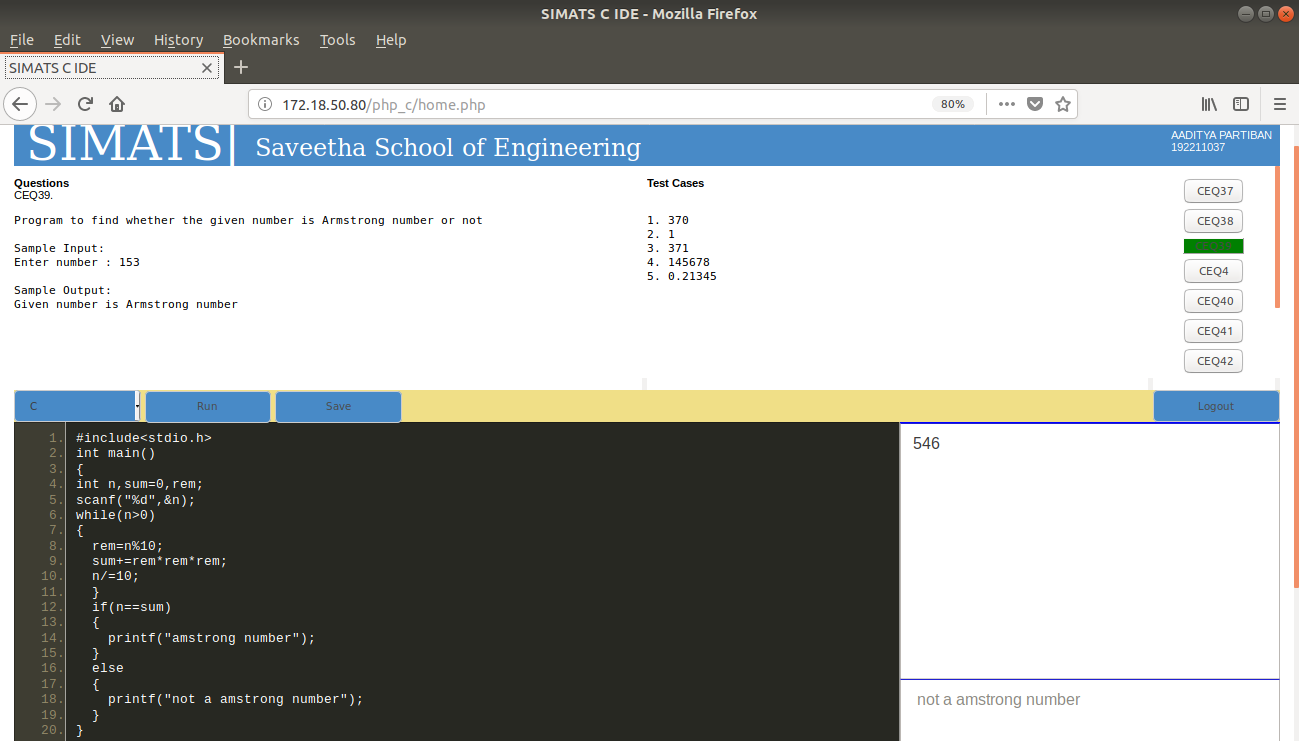 SIMATS C IDE - Mozilla Firefox
File Edit View History Bookmarks Tools Help
SIMATS C IDE
172.18.50.80/php_c/home.php 80%
SIMATS| Saveetha School of Engineering
AADITYA PARTIBAN
192211037
Questions
CEQ39.
Program to find whether the given number is Armstrong number or not
Sample Input:
Enter number : 153
Sample Output:
Given number is Armstrong number
Test Cases
1. 370
2. 1
3. 371
4. 145678
5. 0.21345
CEQ37
CEQ38
CEQ4
CEQ40
CEQ41
CEQ42
C Run Save Logout
1. #include<stdio.h>
2. int main()
3. {
4. int n,sum=0,rem;
5. scanf("%d",&n);
6. while(n>0)
7. {
8. rem=n%10;
9. sum+=rem*rem*rem;
10. n/=10;
11. }
12. if(n==sum)
13. {
14. printf("amstrong number");
15. }
16. else
17. {
18. printf("not a amstrong number");
19. }
20. }
546
not a amstrong number